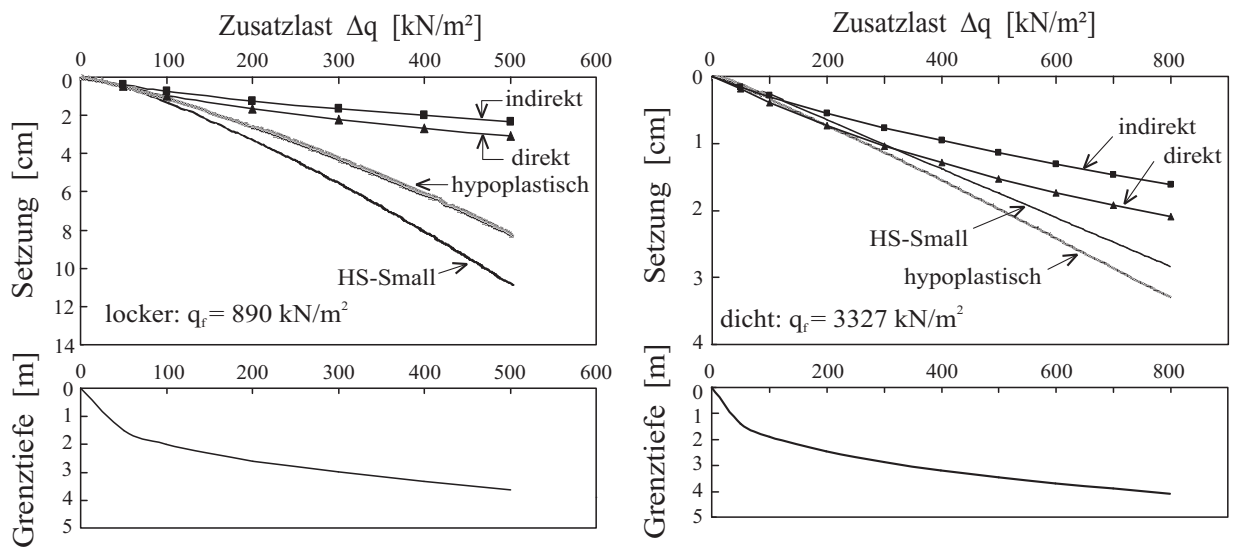 Zusatzlast Δq [kN/m²]
0 100 200 300 400 500 600
Setzung [cm]
0
2
4
6
8
10
12
14
indirekt
direkt
hypoplastisch
HS-Small
locker: qf = 890 kN/m²
0 100 200 300 400 500 600
Grenztiefe [m]
0
1
2
3
4
5
Zusatzlast Δq [kN/m²]
0 200 400 600 800
Setzung [cm]
0
1
2
3
4
indirekt
direkt
HS-Small
hypoplastisch
dicht: qf = 3327 kN/m²
0 200 400 600 800
Grenztiefe [m]
0
1
2
3
4
5